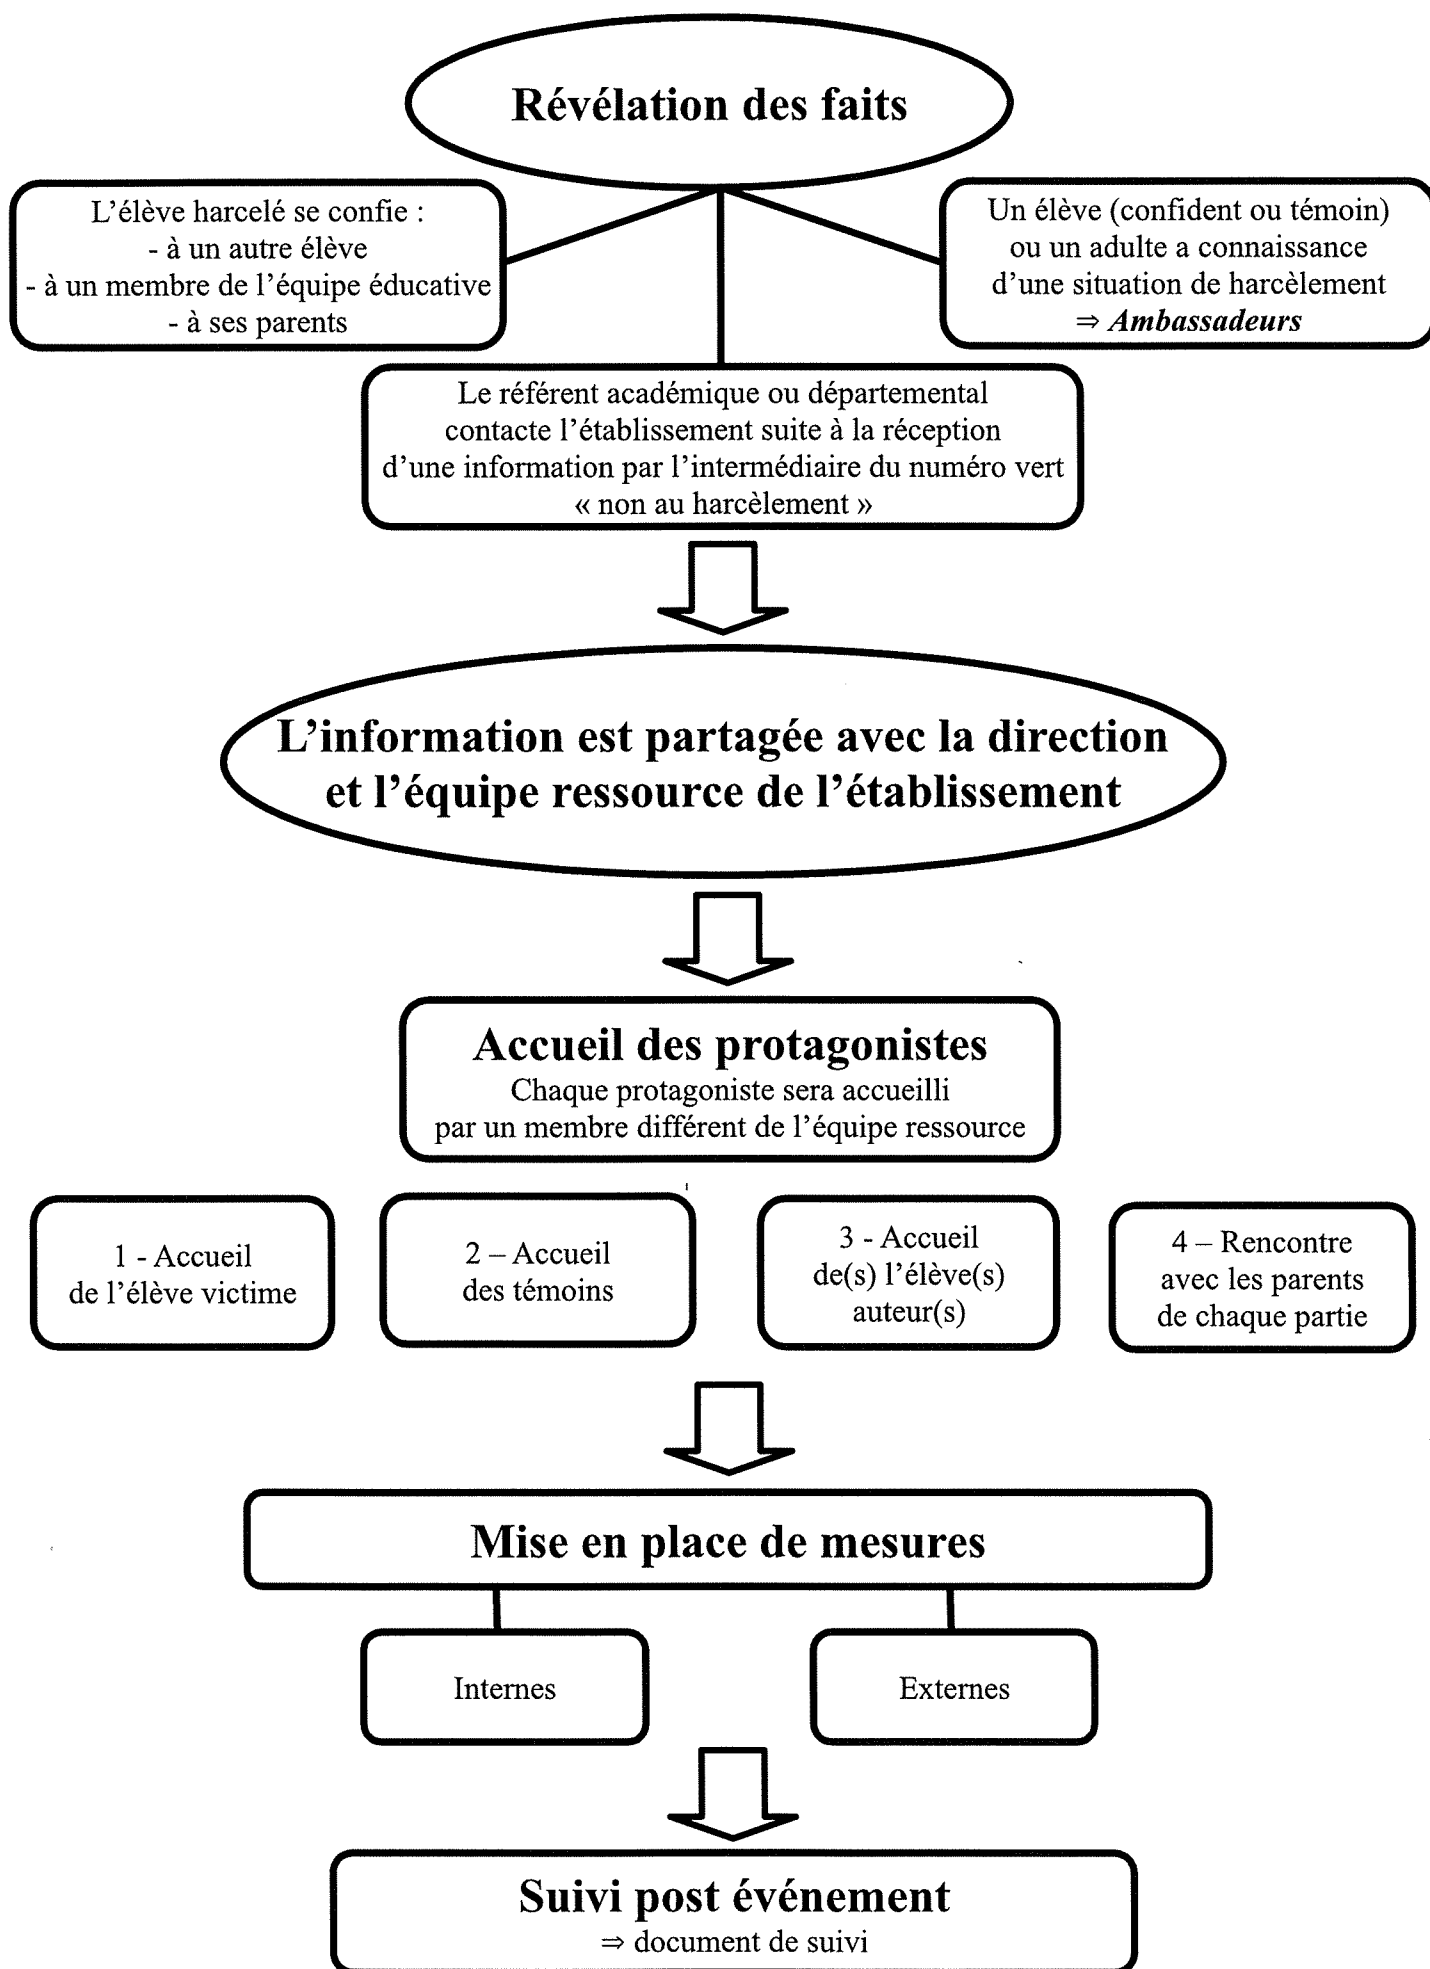 Révélation des faits
L'élève harcelé se confie :
- à un autre élève
- à un membre de l'équipe éducative
- à ses parents
Un élève (confident ou témoin)
ou un adulte a connaissance
d'une situation de harcèlement
⇒ Ambassadeurs
Le référent académique ou départemental
contacte l'établissement suite à la réception
d'une information par l'intermédiaire du numéro vert
« non au harcèlement »
L'information est partagée avec la direction
et l'équipe ressource de l'établissement
Accueil des protagonistes
Chaque protagoniste sera accueilli
par un membre différent de l'équipe ressource
1 - Accueil
de l'élève victime
2 – Accueil
des témoins
3 - Accueil
de(s) l'élève(s)
auteur(s)
4 – Rencontre
avec les parents
de chaque partie
Mise en place de mesures
Internes
Externes
Suivi post événement
⇒ document de suivi